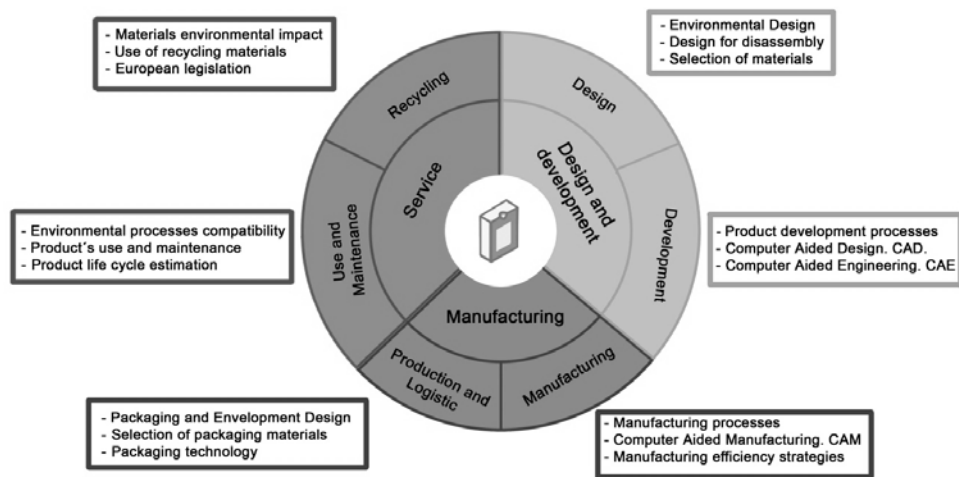 - Materials environmental impact
- Use of recycling materials
- European legislation
- Environmental Design
- Design for disassembly
- Selection of materials
Recycling
Design
Service
Design and
development
Use and
Maintenance
Development
- Environmental processes compatibility
- Product´s use and maintenance
- Product life cycle estimation
- Product development processes
- Computer Aided Design. CAD.
- Computer Aided Engineering. CAE
Manufacturing
Production and
Logistic
Manufacturing
- Packaging and Envelopment Design
- Selection of packaging materials
- Packaging technology
- Manufacturing processes
- Computer Aided Manufacturing. CAM
- Manufacturing efficiency strategies